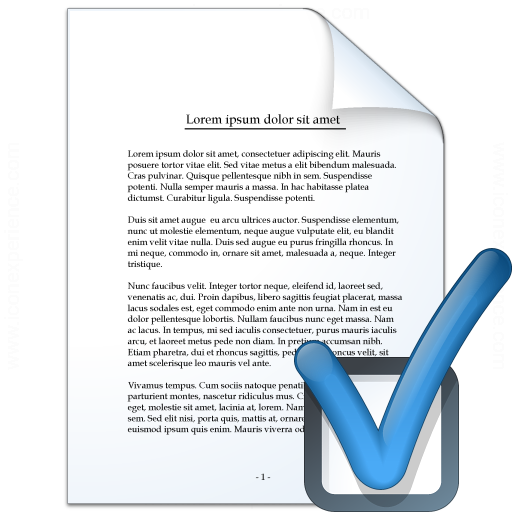 Lorem ipsum dolor sit amet
Lorem ipsum dolor sit amet, consectetuer adipiscing elit. Mauris
posuere tortor vitae elit. Sed vitae metus a elit bibendum malesuada.
Cras pulvinar. Quisque pellentesque nibh in sem. Suspendisse
potenti. Nulla semper mauris a massa. In hac habitasse platea
dictumst. Curabitur ligula. Suspendisse potenti.
Duis sit amet augue eu arcu ultrices auctor. Suspendisse elementum,
nunc ut molestie elementum, neque augue vulputate elit, eu blandit
enim velit vitae nulla. Duis sed augue eu purus fringilla rhoncus. In
mi neque, commodo in, ornare sit amet, malesuada a, neque. Integer
tristique.
Nunc faucibus velit. Integer tortor neque, eleifend id, laoreet sed,
venenatis ac, dui. Proin dapibus, libero sagittis feugiat placerat, massa
lacus sodales est, eget commodo enim ante non urna. Nam in est eu
dolor pellentesque lobortis. Nullam faucibus nunc eget massa. Nam
ac lacus. In tempus, mi sed iaculis consectetuer, purus mauris iaculis
arcu, et laoreet metus pede non diam. In pretium accumsan nibh.
Etiam pharetra, dui et rhoncus sagittis, pede rhoncus velit, sit
amet scelerisque leo mauris vel ante.
Vivamus tempus. Cum sociis natoque penati
parturient montes, nascetur ridiculus mus. C
eget, molestie sit amet, lacinia at, lorem. Nam
sem. Sed elit nisi, porta quis, mattis at, ornare
euismod ipsum quis enim. Mauris viverra od
- 1 -